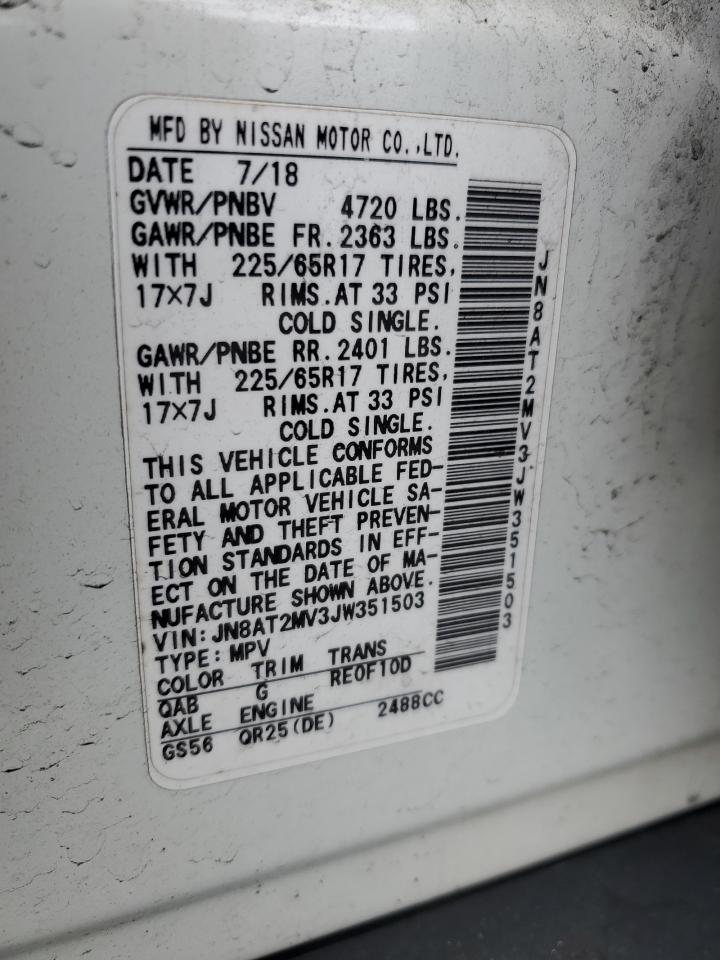 MFD BY NISSAN MOTOR CO.,LTD.
DATE 7/18
GVWR/PNBV 4720 LBS.
GAWR/PNBE FR. 2363 LBS.
WITH 225/65R17 TIRES,
17×7J RIMS.AT 33 PSI
COLD SINGLE.
GAWR/PNBE RR. 2401 LBS.
WITH 225/65R17 TIRES,
17×7J RIMS.AT 33 PSI
COLD SINGLE.
THIS VEHICLE CONFORMS
TO ALL APPLICABLE FED-
ERAL MOTOR VEHICLE SA-
FETY AND THEFT PREVEN-
TION STANDARDS IN EFF-
ECT ON THE DATE OF MA-
NUFACTURE SHOWN ABOVE.
VIN:JN8AT2MV3JW351503
TYPE:MPV
COLOR TRIM TRANS
QAB G RE0F10D
AXLE ENGINE
GS56 QR25(DE) 2488CC
JN8AT2MV3JW351503